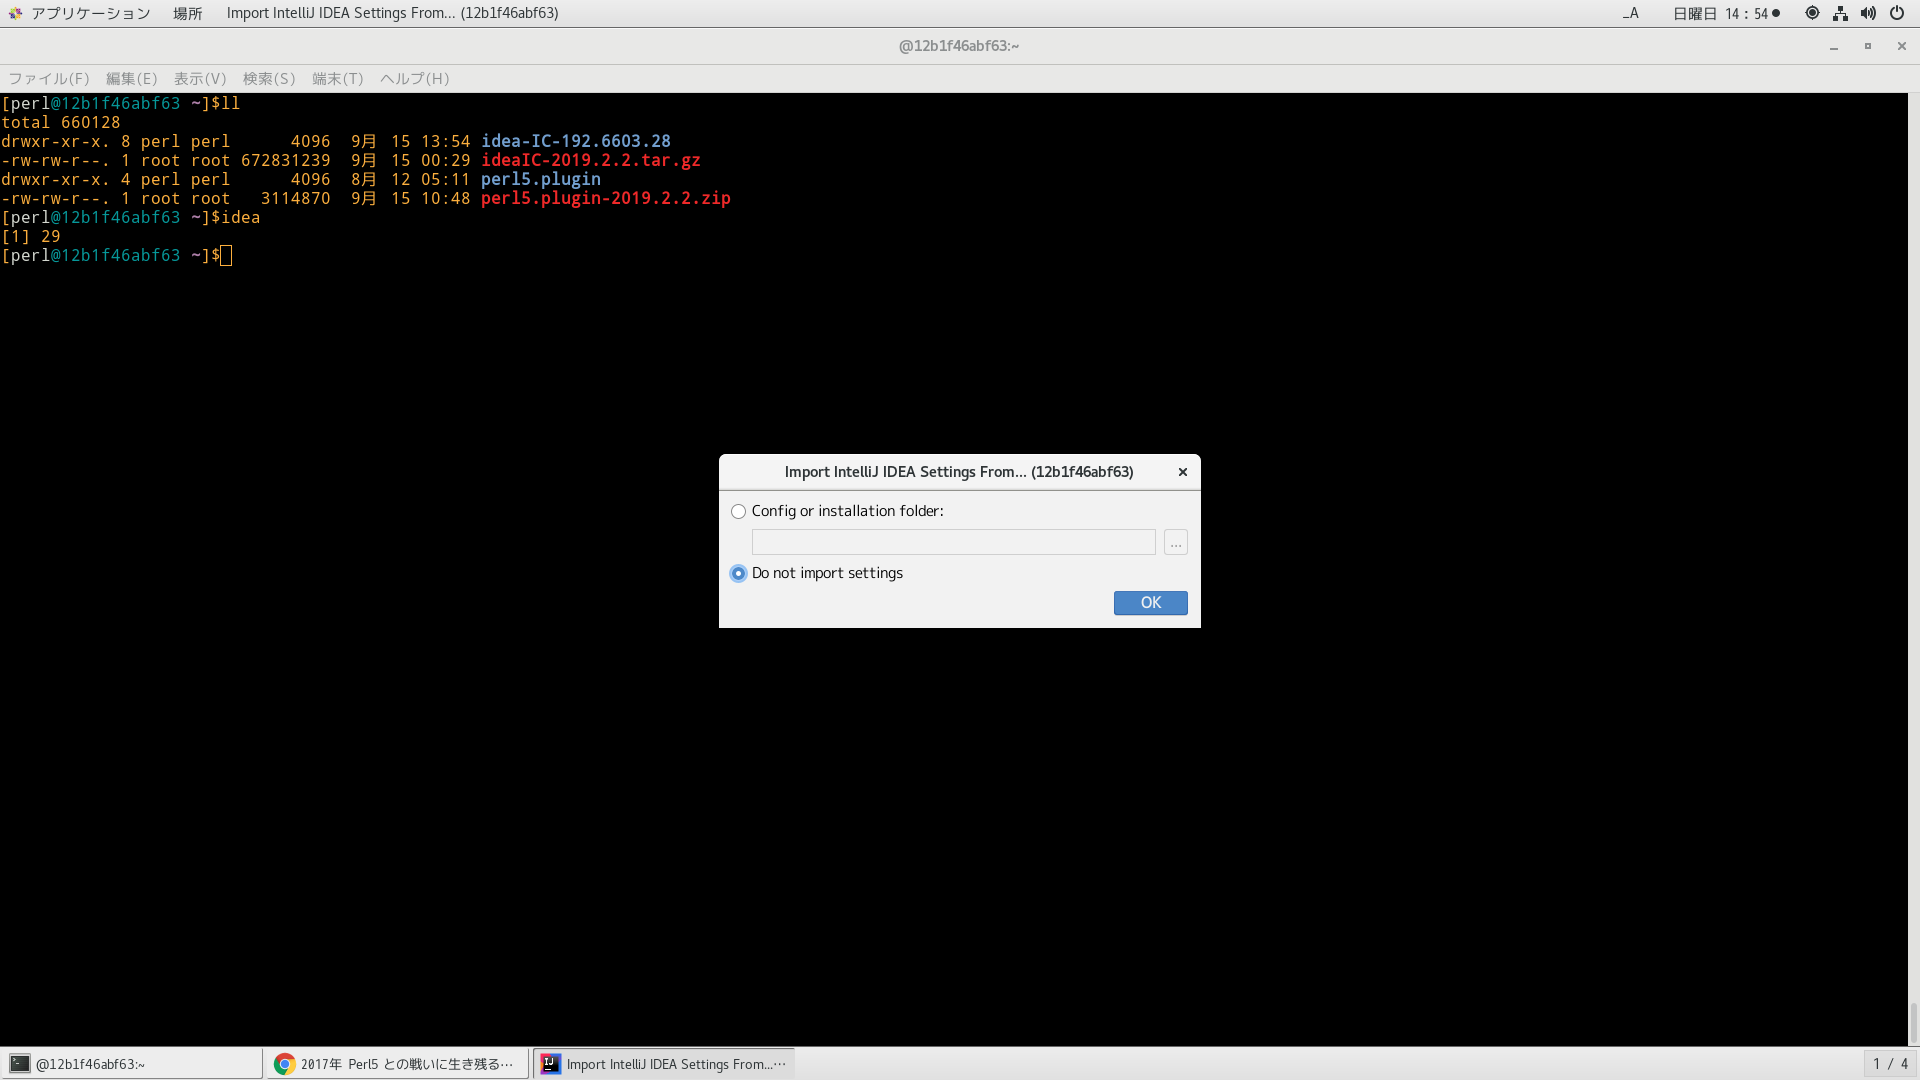 アプリケーション 場所 Import IntelliJ IDEA Settings From... (12b1f46abf63) _A 日曜日 14 : 54
@12b1f46abf63:~
ファイル(F) 編集(E) 表示(V) 検索(S) 端末(T) ヘルプ(H)
[perl@12b1f46abf63 ~]$ll
total 660128
drwxr-xr-x. 8 perl perl      4096  9月 15 13:54 idea-IC-192.6603.28
-rw-rw-r--. 1 root root 672831239  9月 15 00:29 ideaIC-2019.2.2.tar.gz
drwxr-xr-x. 4 perl perl      4096  8月 12 05:11 perl5.plugin
-rw-rw-r--. 1 root root   3114870  9月 15 10:48 perl5.plugin-2019.2.2.zip
[perl@12b1f46abf63 ~]$idea
[1] 29
[perl@12b1f46abf63 ~]$
Import IntelliJ IDEA Settings From... (12b1f46abf63)
Config or installation folder:
...
Do not import settings
OK
@12b1f46abf63:~ 2017年 Perl5 との戦いに生き残る… Import IntelliJ IDEA Settings From...… 1 / 4